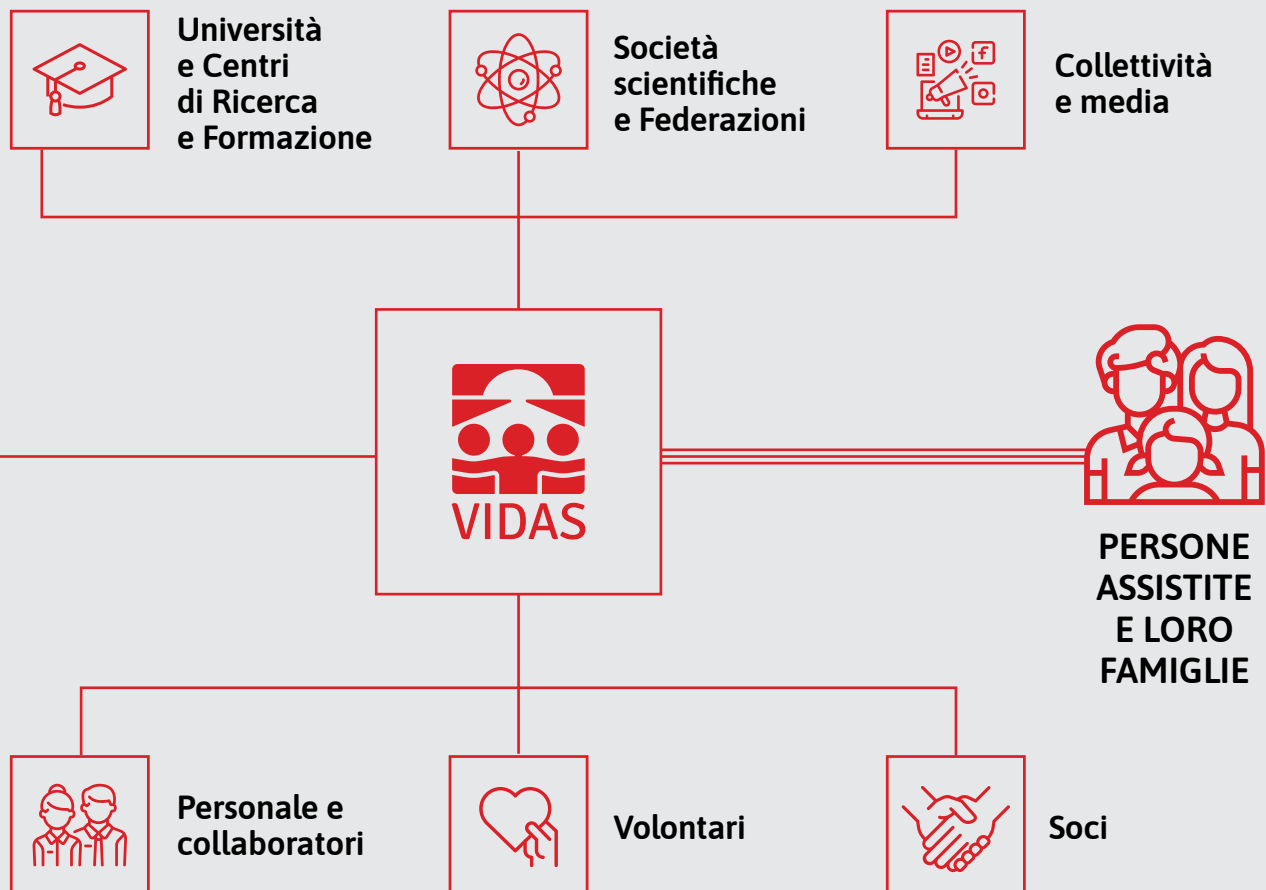 Università
e Centri
di Ricerca
e Formazione
Società
scientifiche
e Federazioni
Collettività
e media
VIDAS
PERSONE
ASSISTITE
E LORO
FAMIGLIE
Personale e
collaboratori
Volontari
Soci